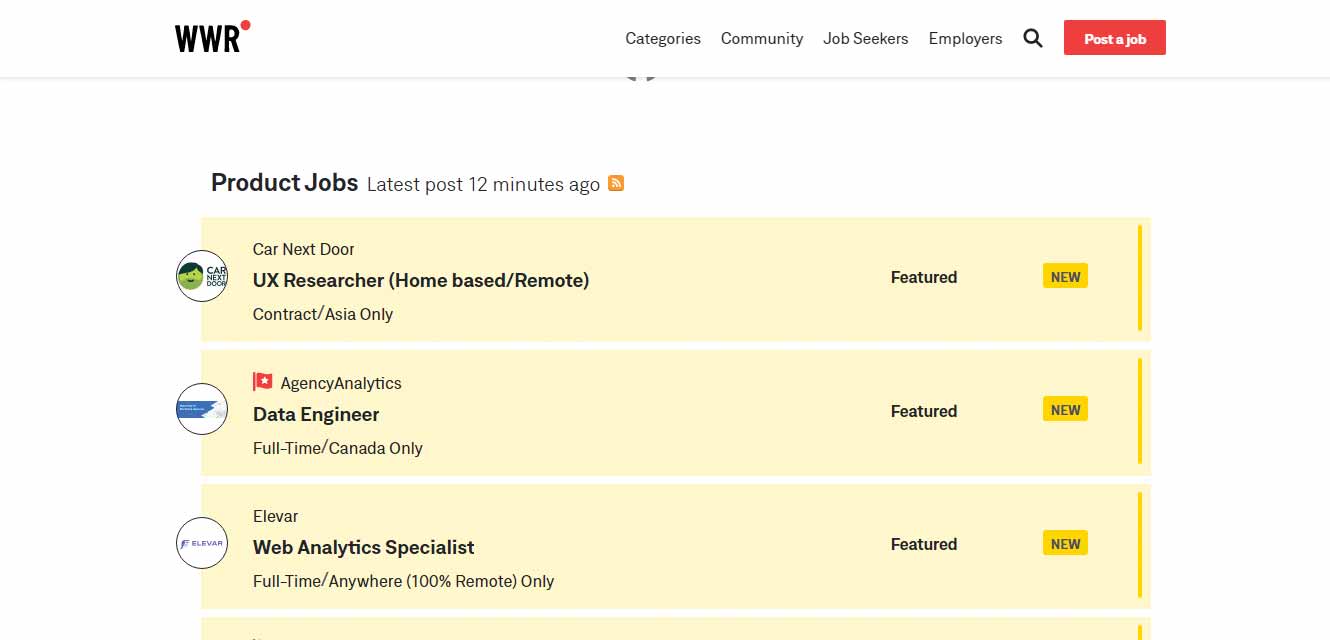 WWR
Categories Community Job Seekers Employers Post a job
Product Jobs Latest post 12 minutes ago
Car Next Door
CAR NEXT DOOR
UX Researcher (Home based/Remote) Featured NEW
Contract/Asia Only
AgencyAnalytics
Data Engineer Featured NEW
Full-Time/Canada Only
Elevar
ELEVAR
Web Analytics Specialist Featured NEW
Full-Time/Anywhere (100% Remote) Only